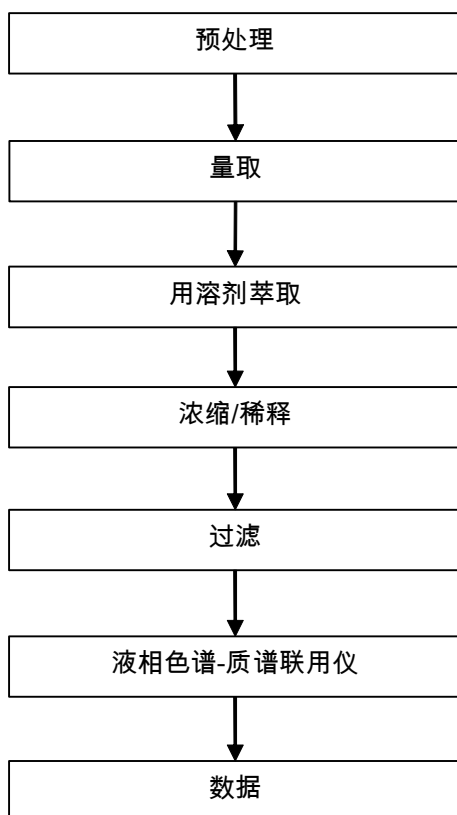 预处理
量取
用溶剂萃取
浓缩/稀释
过滤
液相色谱-质谱联用仪
数据